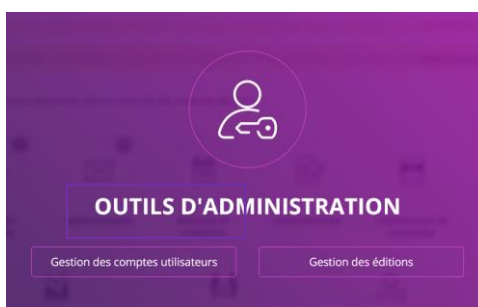 OUTILS D'ADMINISTRATION
Gestion des comptes utilisateurs
Gestion des éditions